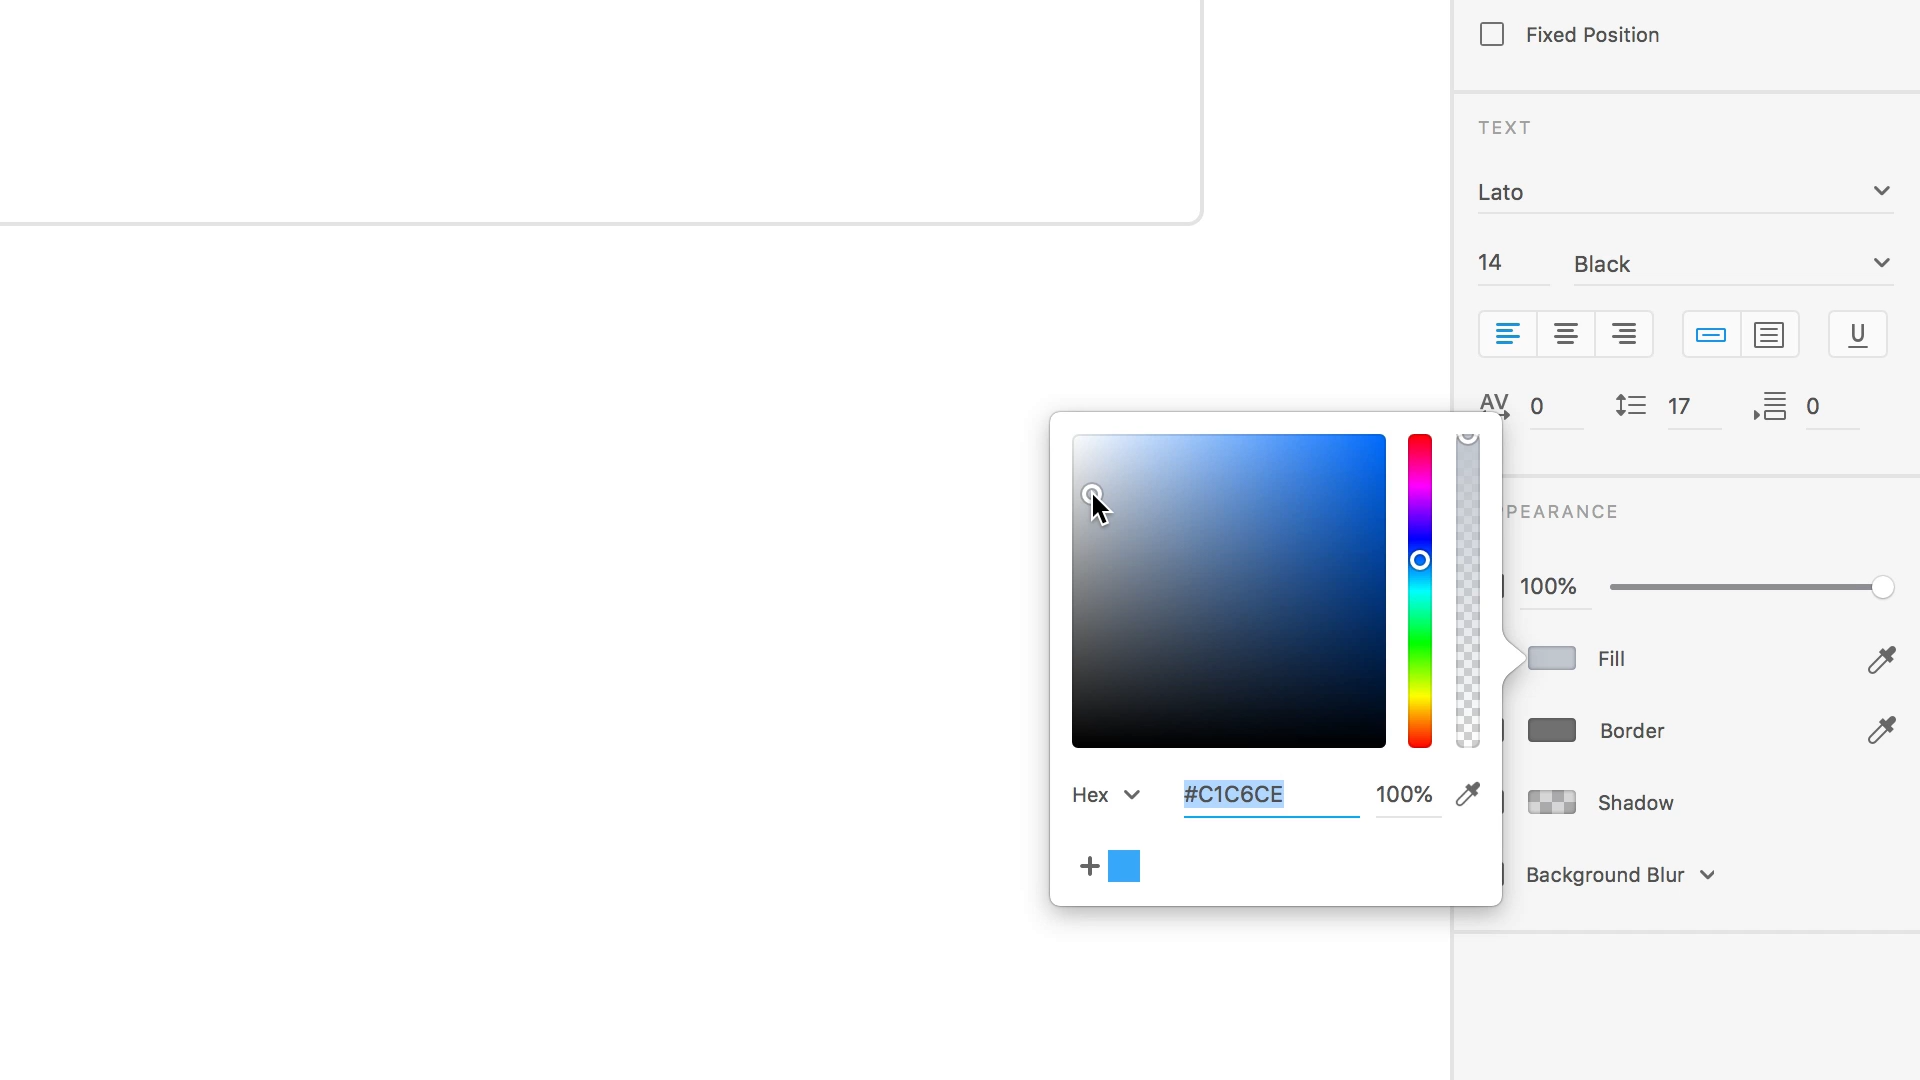 Fixed Position
TEXT
Lato
14 Black
U
AV 0 17 0
PEARANCE
100%
Fill
Border
Hex #C1C6CE 100%
Shadow
Background Blur